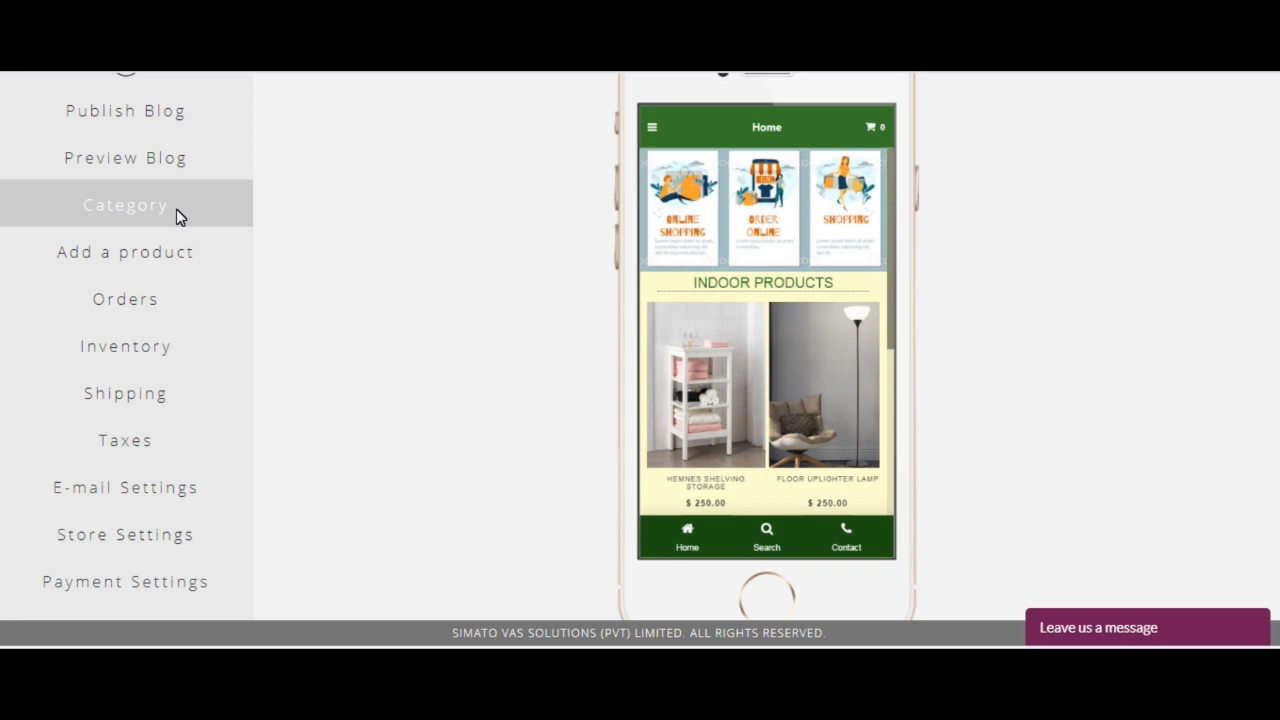 Publish Blog
Preview Blog
Category
Add a product
Orders
Inventory
Shipping
Taxes
E-mail Settings
Store Settings
Payment Settings
Home
0
ONLINE
SHOPPING
ORDER
ONLINE
SHOPPING
INDOOR PRODUCTS
HEMNES SHELVING
STORAGE
$ 250.00
FLOOR UPLIGHTER LAMP
$ 250.00
Home
Search
Contact
SIMATO VAS SOLUTIONS (PVT) LIMITED. ALL RIGHTS RESERVED.
Leave us a message